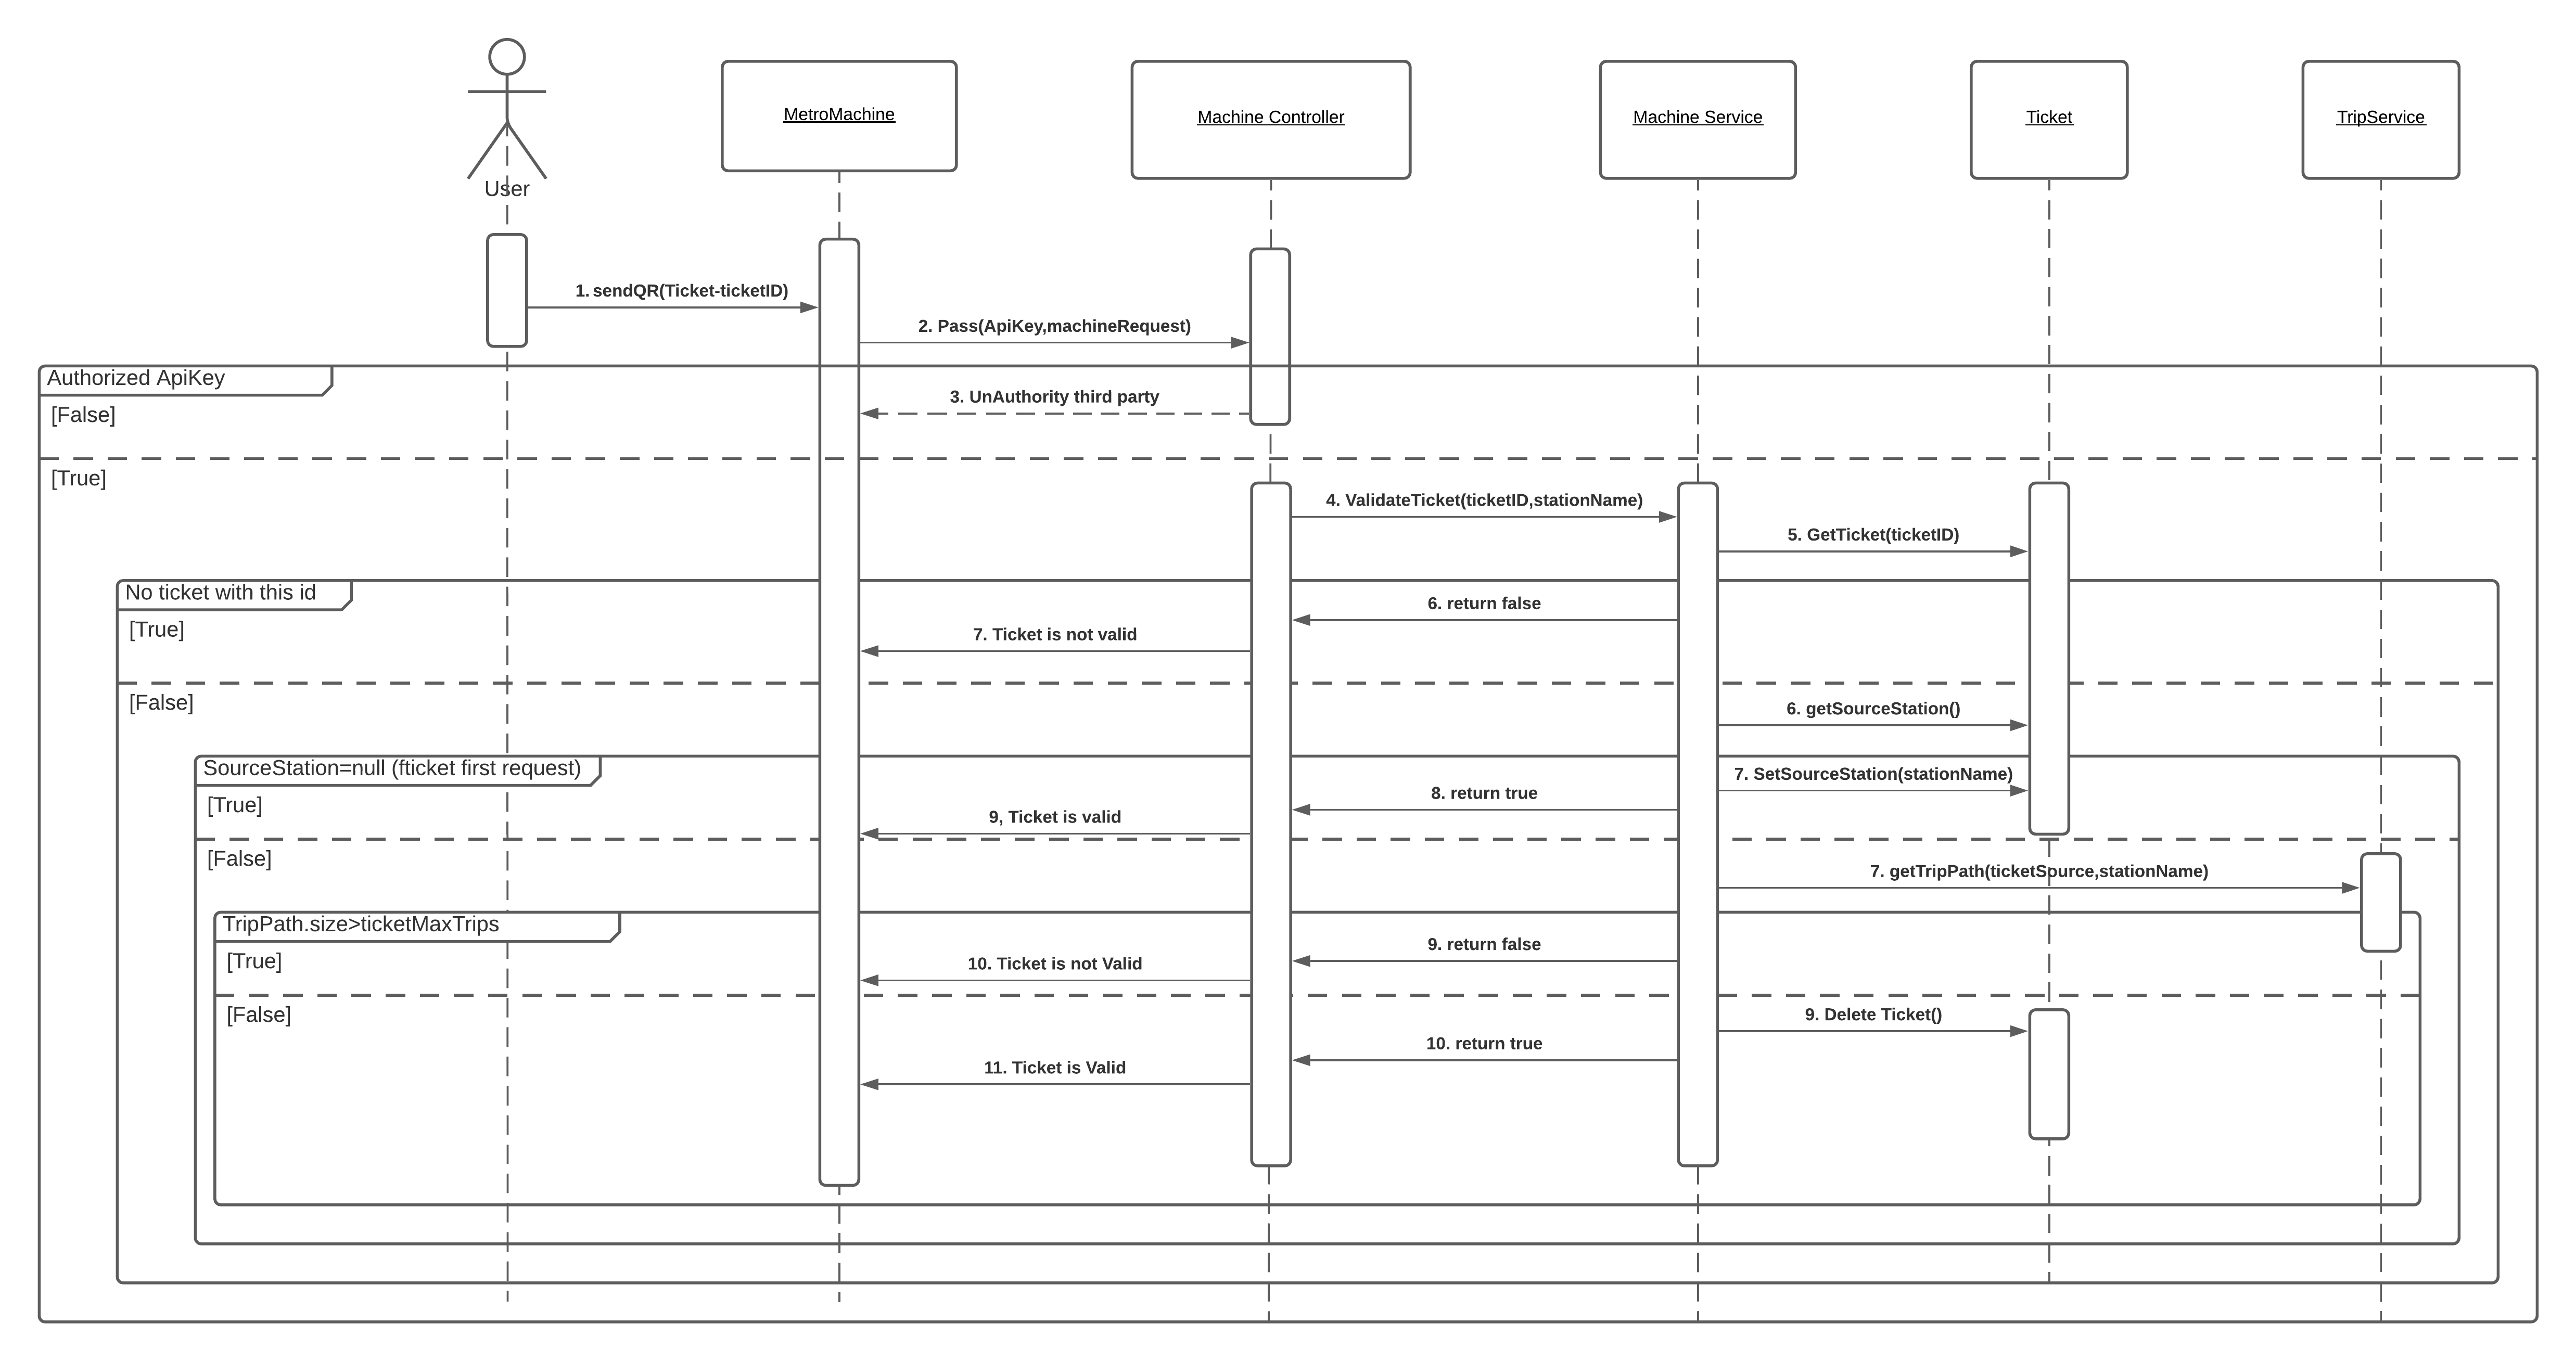 User
MetroMachine
Machine Controller
Machine Service
Ticket
TripService
1. sendQR(Ticket-ticketID)
2. Pass(ApiKey,machineRequest)
Authorized ApiKey
[False]
3. UnAuthority third party
[True]
4. ValidateTicket(ticketID,stationName)
5. GetTicket(ticketID)
No ticket with this id
[True]
6. return false
7. Ticket is not valid
[False]
6. getSourceStation()
SourceStation=null (fticket first request)
[True]
7. SetSourceStation(stationName)
8. return true
9, Ticket is valid
[False]
7. getTripPath(ticketSource,stationName)
TripPath.size>ticketMaxTrips
[True]
9. return false
10. Ticket is not Valid
[False]
9. Delete Ticket()
10. return true
11. Ticket is Valid